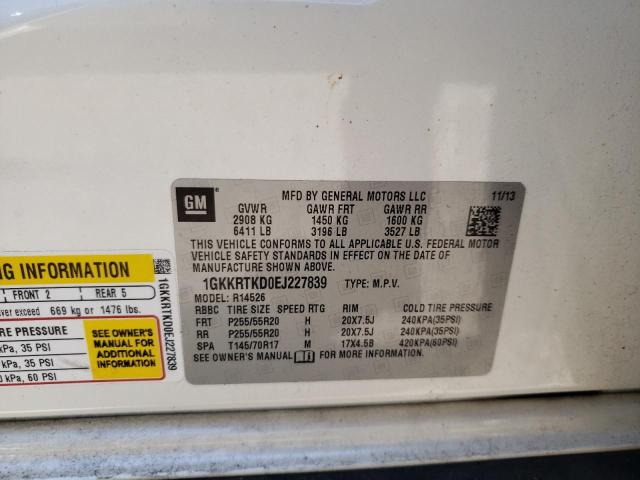 GM
MFD BY GENERAL MOTORS LLC 11/13
GVWR GAWR FRT GAWR RR
2908 KG 1450 KG 1600 KG
6411 LB 3196 LB 3527 LB
THIS VEHICLE CONFORMS TO ALL APPLICABLE U.S. FEDERAL MOTOR
VEHICLE SAFETY, BUMPER, AND THEFT PREVENTION STANDARDS
IN EFFECT ON THE DATE OF
MANUFACTURE SHOWN ABOVE.
1GKKRTKD0EJ227839 TYPE: M.P.V.
MODEL: R14526
RBBC TIRE SIZE SPEED RTG RIM COLD TIRE PRESSURE
FRT P255/55R20 H 20X7.5J 240KPA(35PSI)
RR P255/55R20 H 20X7.5J 240KPA(35PSI)
SPA T145/70R17 M 17X4.5B 420KPA(60PSI)
SEE OWNER'S MANUAL FOR MORE INFORMATION.
NG INFORMATION
FRONT 2 REAR 5
ver exceed 669 kg or 1476 lbs.
RE PRESSURE
kPa, 35 PSI
kPa, 35 PSI
0 kPa, 60 PSI
SEE OWNER'S
MANUAL FOR
ADDITIONAL
INFORMATION
1GKKRTKD0EJ227839